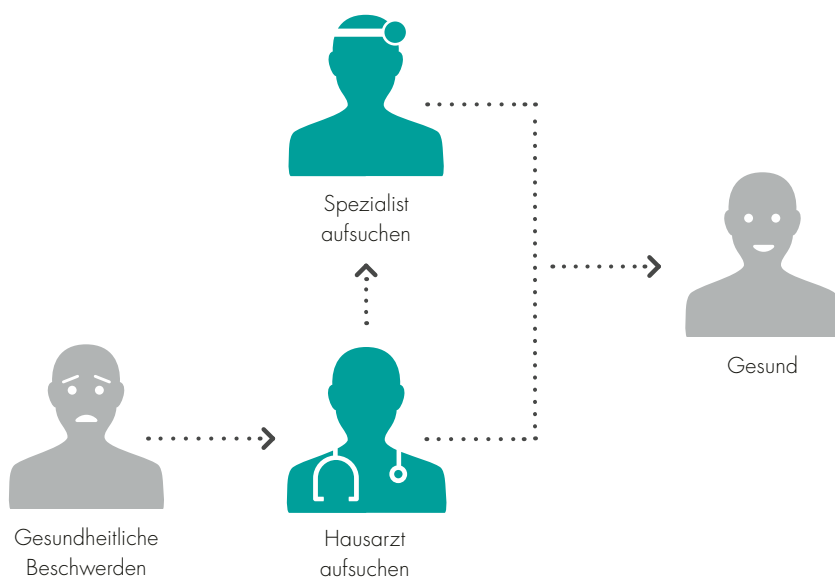 Spezialist
aufsuchen
Gesund
Gesundheitliche
Beschwerden
Hausarzt
aufsuchen